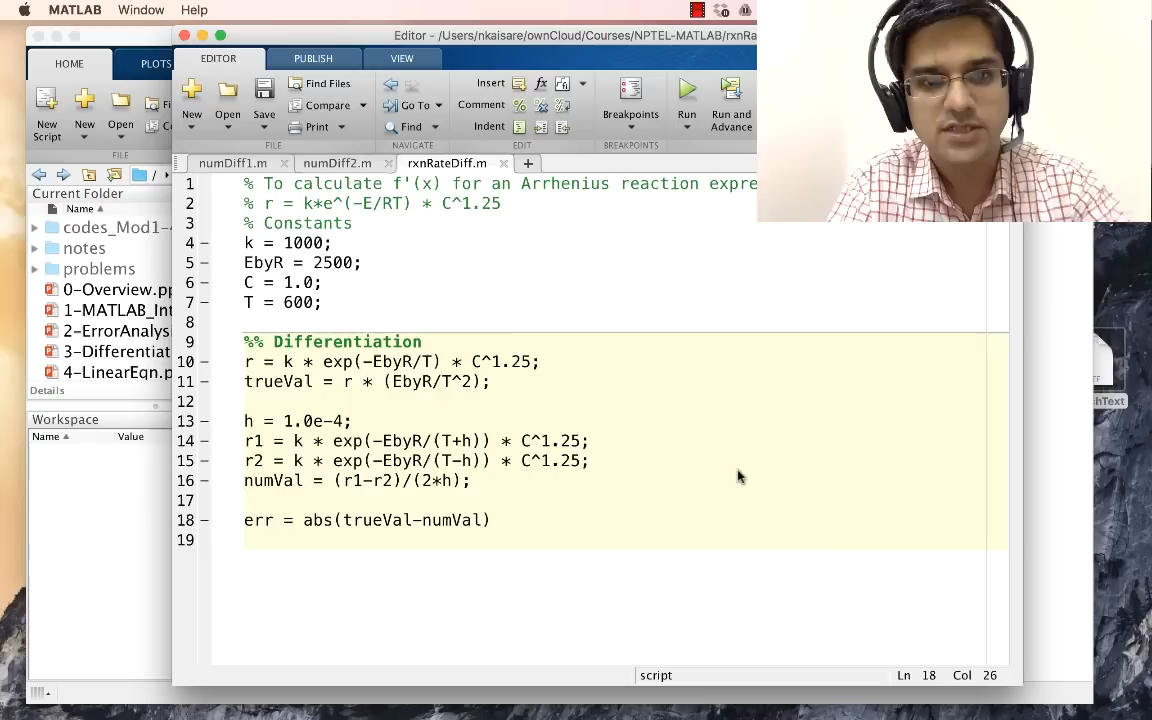 MATLAB Window Help
Editor - /Users/nkaisare/ownCloud/Courses/NPTEL-MATLAB/rxnRa
HOME PLOTS EDITOR PUBLISH VIEW
New Script New Open Fi
FILE
New Open Save Find Files Compare Print
FILE
Go To Find
NAVIGATE
Insert fx
Comment %
Indent
EDIT
Breakpoints
BREAKPOINTS
Run Run and Advance
numDiff1.m numDiff2.m rxnRateDiff.m
Current Folder
Name
codes_Mod1-
notes
problems
0-Overview.pp
1-MATLAB_Int
2-ErrorAnalys
3-Differentiat
4-LinearEqn.p
Details
Workspace
Name Value
1 % To calculate f'(x) for an Arrhenius reaction expre
2 % r = k*e^(-E/RT) * C^1.25
3 % Constants
4 k = 1000;
5 EbyR = 2500;
6 C = 1.0;
7 T = 600;
8
9 %% Differentiation
10 r = k * exp(-EbyR/T) * C^1.25;
11 trueVal = r * (EbyR/T^2);
12
13 h = 1.0e-4;
14 r1 = k * exp(-EbyR/(T+h)) * C^1.25;
15 r2 = k * exp(-EbyR/(T-h)) * C^1.25;
16 numVal = (r1-r2)/(2*h);
17
18 err = abs(trueVal-numVal)
19
script Ln 18 Col 26
TF
hText